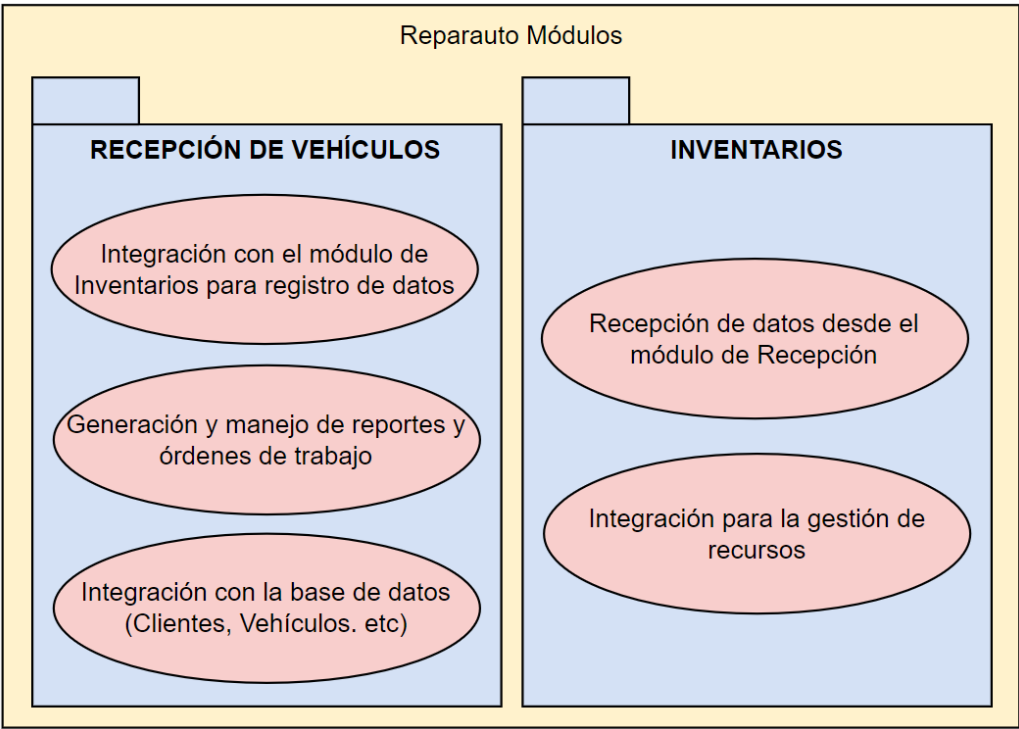 Reparauto Módulos
RECEPCIÓN DE VEHÍCULOS
Integración con el módulo de
Inventarios para registro de datos
Generación y manejo de reportes y
órdenes de trabajo
Integración con la base de datos
(Clientes, Vehículos. etc)
INVENTARIOS
Recepción de datos desde el
módulo de Recepción
Integración para la gestión de
recursos